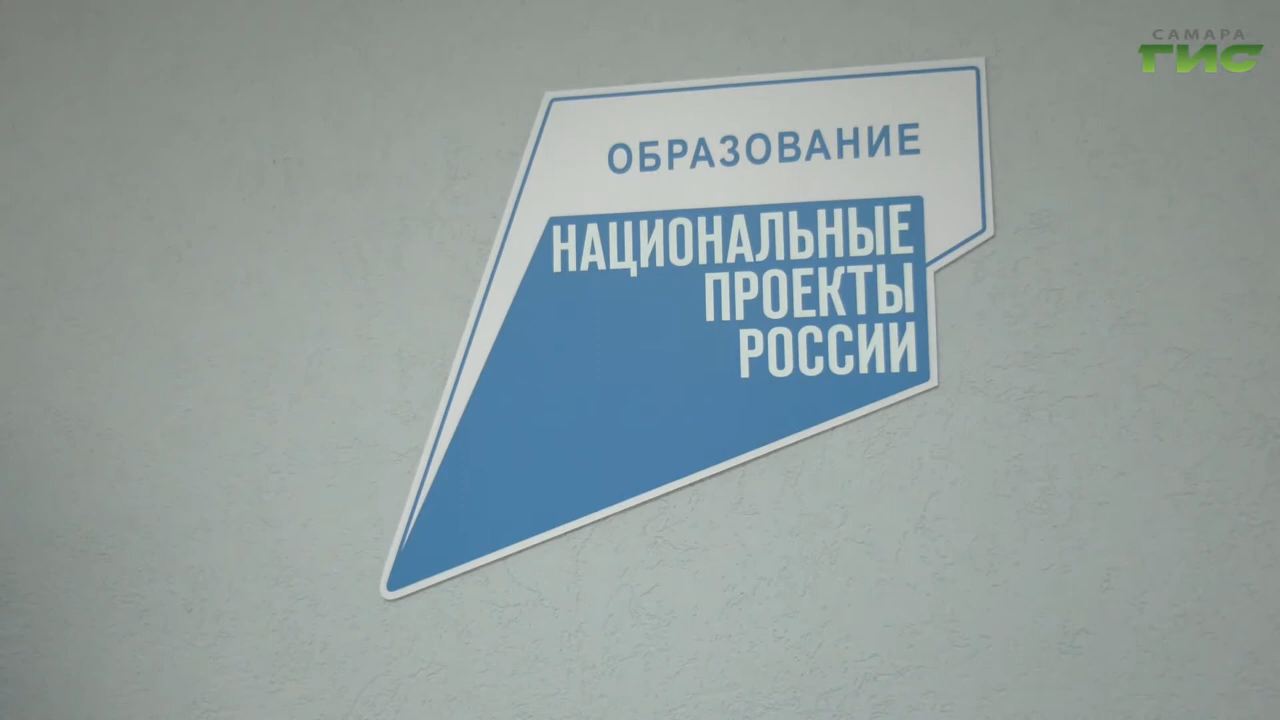 САМАРА
ГИС
ОБРАЗОВАНИЕ
НАЦИОНАЛЬНЫЕ
ПРОЕКТЫ
РОССИИ